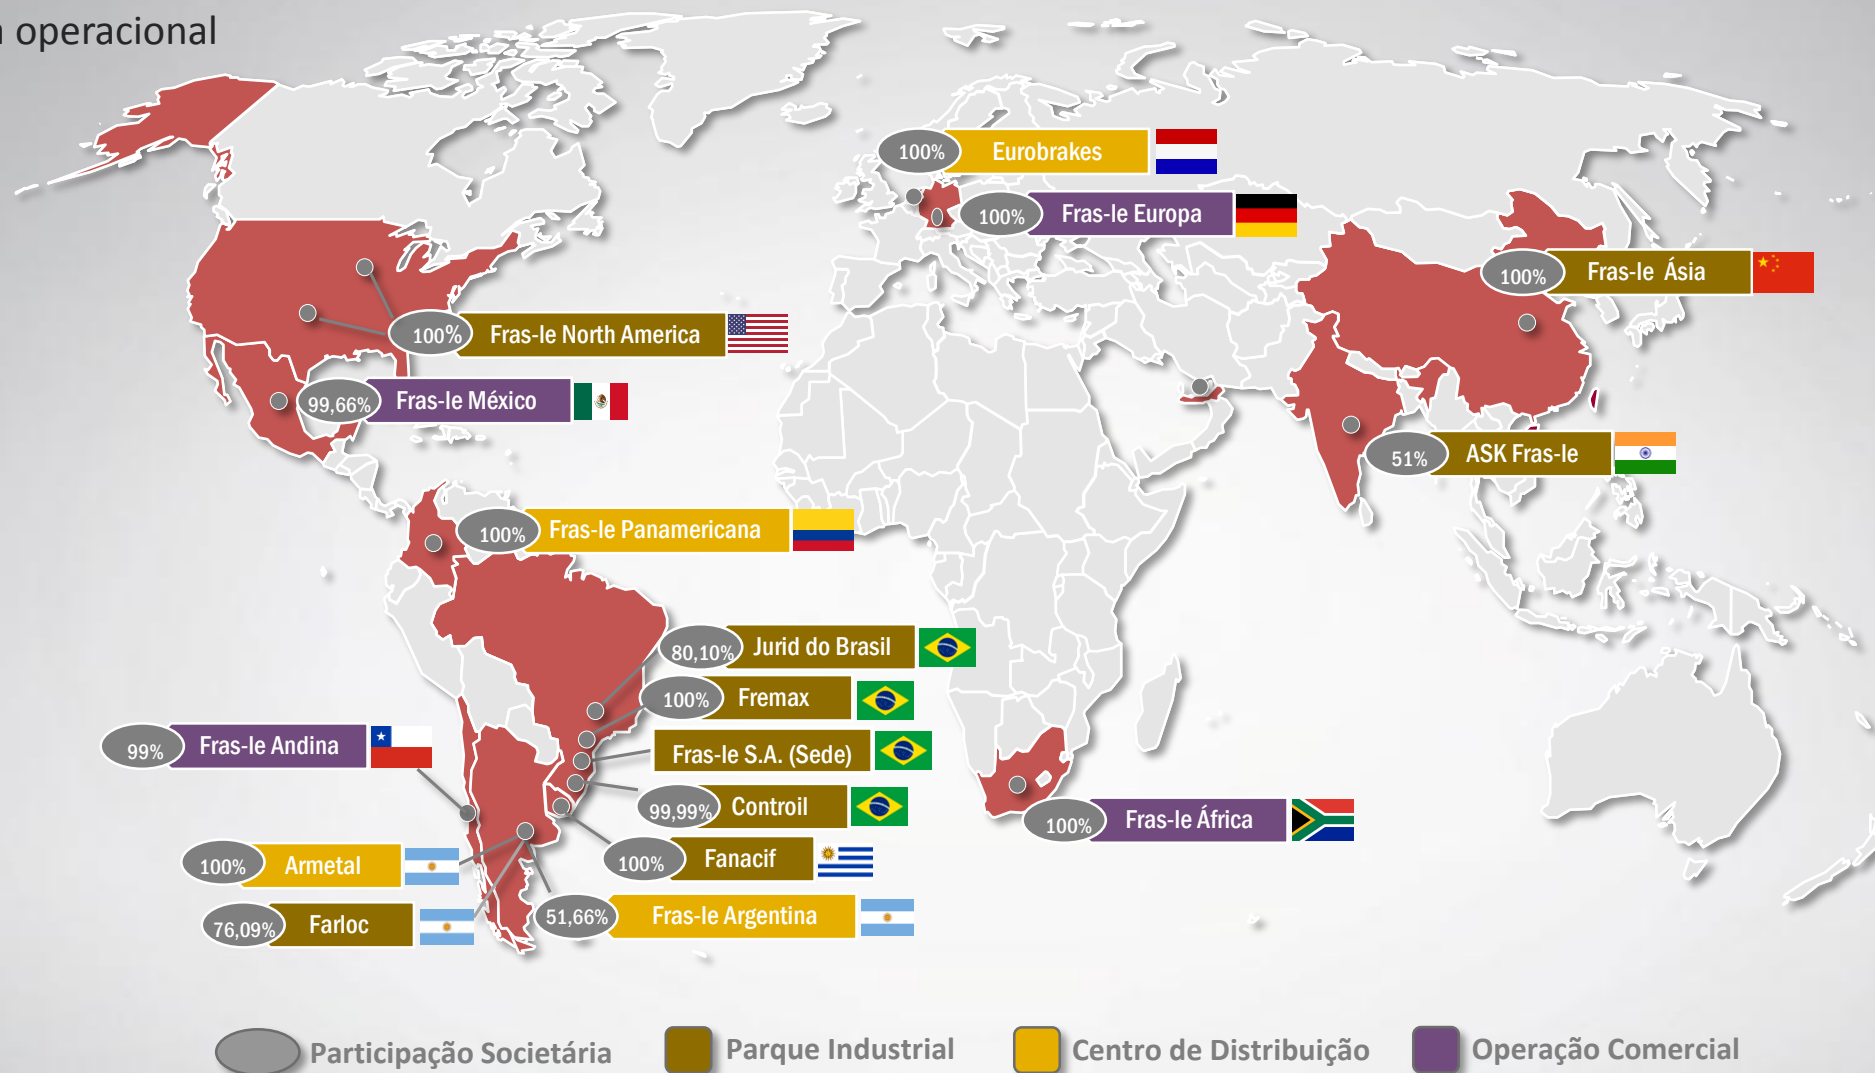 operacional
100% Eurobrakes
100% Fras-le Europa
100% Fras-le Ásia
100% Fras-le North America
99,66% Fras-le México
51% ASK Fras-le
100% Fras-le Panamericana
80,10% Jurid do Brasil
100% Fremax
99% Fras-le Andina
Fras-le S.A. (Sede)
99,99% Controil
100% Fras-le África
100% Armetal
100% Fanacif
76,09% Farloc
51,66% Fras-le Argentina
Participação Societária
Parque Industrial
Centro de Distribuição
Operação Comercial